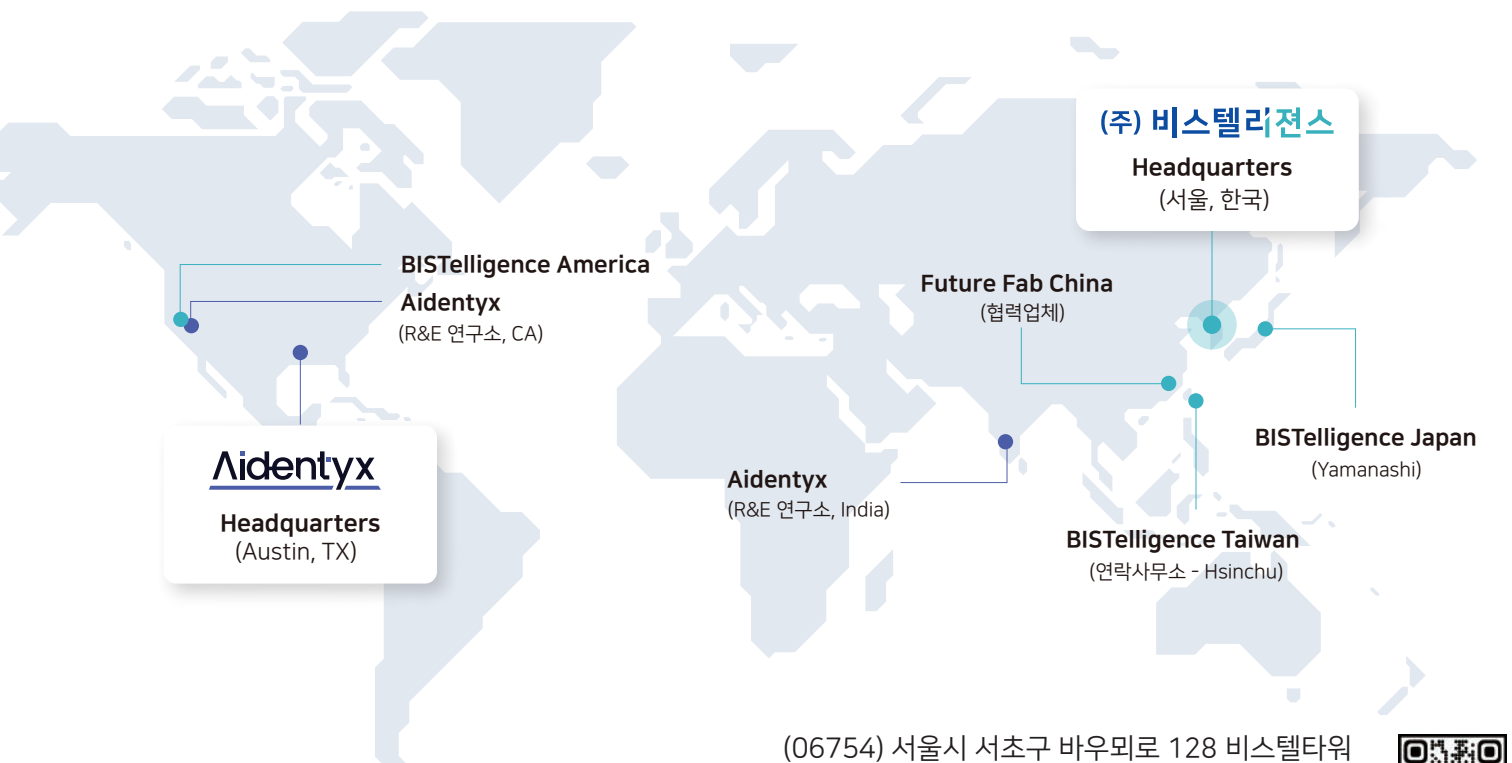 (주) 비스텔리젼스
Headquarters
(서울, 한국)
BISTelligence America
Aidentyx
(R&E 연구소, CA)
Future Fab China
(협력업체)
Aidentyx
Headquarters
(Austin, TX)
Aidentyx
(R&E 연구소, India)
BISTelligence Japan
(Yamanashi)
BISTelligence Taiwan
(연락사무소 - Hsinchu)
(06754) 서울시 서초구 바우뫼로 128 비스텔타워